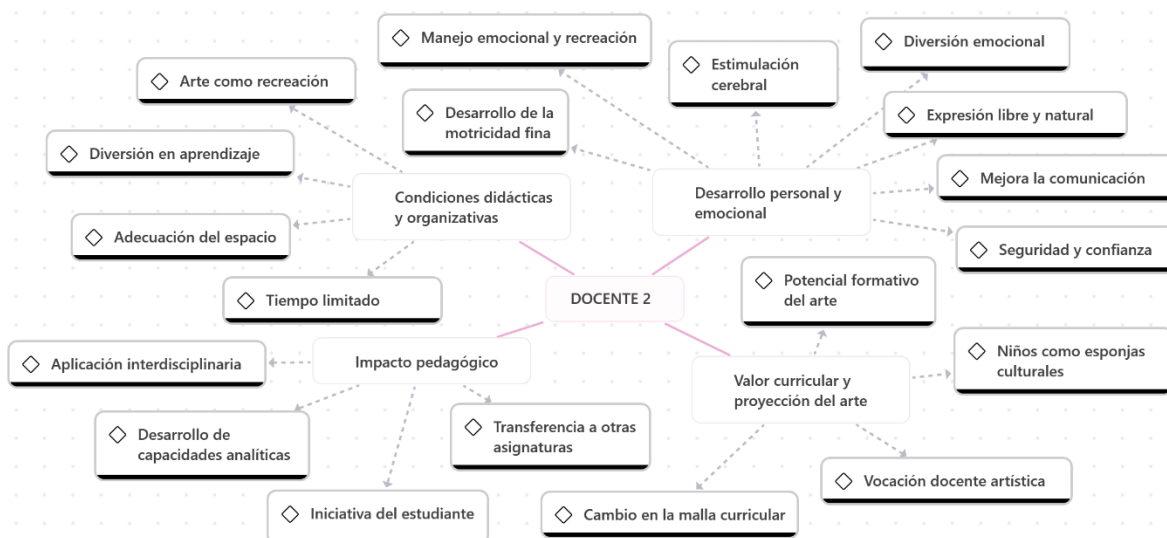 Manejo emocional y recreación
Diversión emocional
Estimulación
cerebral
Arte como recreación
Desarrollo de la
motricidad fina
Expresión libre y natural
Diversión en aprendizaje
Condiciones didácticas
y organizativas
Desarrollo personal y
emocional
Mejora la comunicación
Adecuación del espacio
Seguridad y confianza
Tiempo limitado
DOCENTE 2
Potencial formativo
del arte
Aplicación interdisciplinaria
Impacto pedagógico
Valor curricular y
proyección del arte
Niños como esponjas
culturales
Desarrollo de
capacidades analíticas
Transferencia a otras
asignaturas
Vocación docente artística
Iniciativa del estudiante
Cambio en la malla curricular